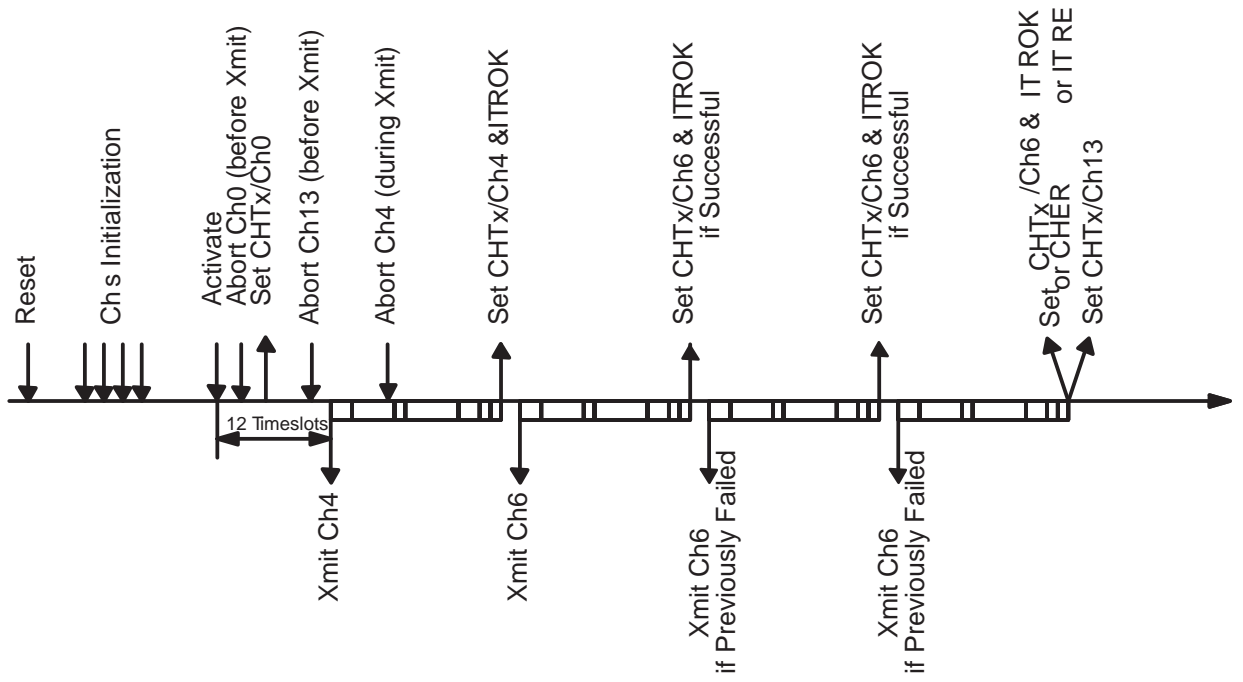 Reset
Ch s Initialization
Activate
Abort Ch0 (before Xmit)
Set CHTx/Ch0
Abort Ch13 (before Xmit)
Abort Ch4 (during Xmit)
Set CHTx/Ch4 &ITROK
Set CHTx/Ch6 & ITROK
if Successful
Set CHTx/Ch6 & ITROK
if Successful
Set CHTx /Ch6 & IT ROK
or CHER or IT RE
Set CHTx/Ch13
12 Timeslots
Xmit Ch4
Xmit Ch6
Xmit Ch6
if Previously Failed
Xmit Ch6
if Previously Failed